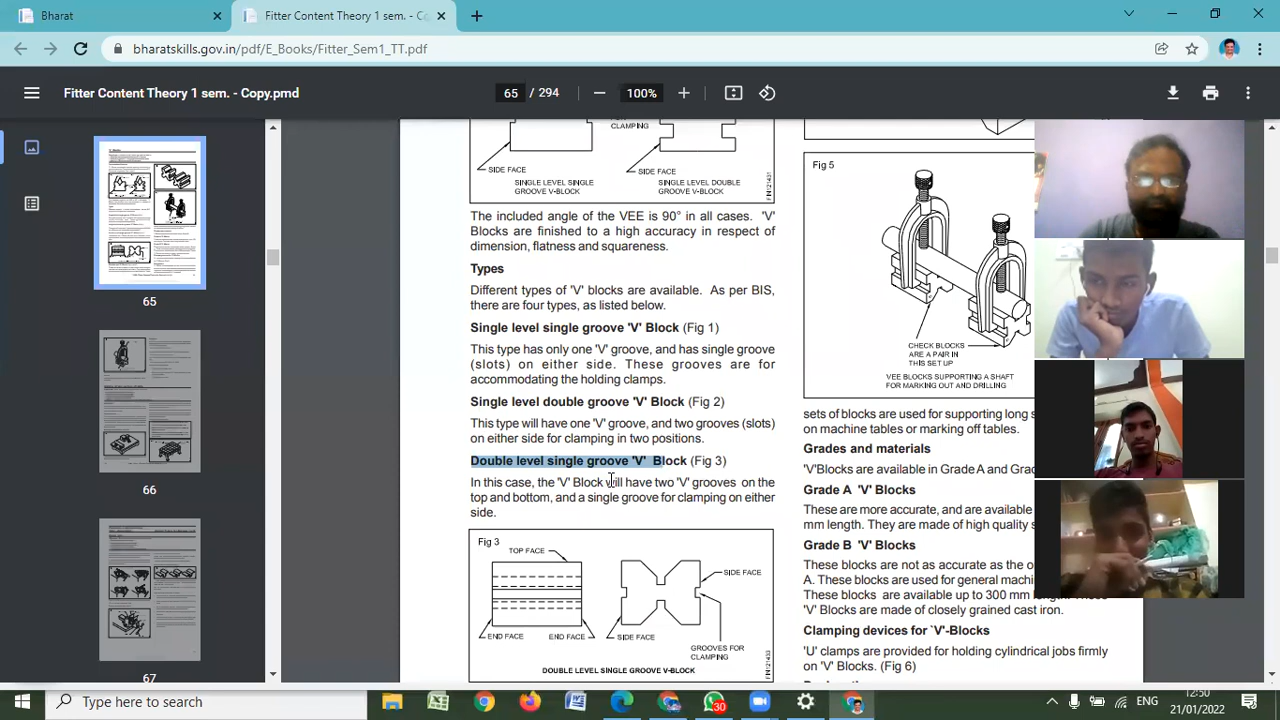 Bharat
Fitter Content Theory 1 sem. - Co
bharatskills.gov.in/pdf/E_Books/Fitter_Sem1_TT.pdf
Fitter Content Theory 1 sem. - Copy.pmd
65 / 294
100%
65
66
67
CLAMPING
SIDE FACE
SIDE FACE
SINGLE LEVEL SINGLE
GROOVE V-BLOCK
SINGLE LEVEL DOUBLE
GROOVE V-BLOCK
FIN121431
The included angle of the VEE is 90° in all cases. 'V'
Blocks are finished to a high accuracy in respect of
dimension, flatness and squareness.
Types
Different types of 'V' blocks are available. As per BIS,
there are four types, as listed below.
Single level single groove 'V' Block (Fig 1)
This type has only one 'V' groove, and has single groove
(slots) on either side. These grooves are for
accommodating the holding clamps.
Single level double groove 'V' Block (Fig 2)
This type will have one 'V' groove, and two grooves (slots)
on either side for clamping in two positions.
Double level single groove 'V' Block (Fig 3)
In this case, the 'V' Block will have two 'V' grooves on the
top and bottom, and a single groove for clamping on either
side.
Fig 3
TOP FACE
SIDE FACE
END FACE
END FACE
SIDE FACE
GROOVES FOR
CLAMPING
DOUBLE LEVEL SINGLE GROOVE V-BLOCK
FIN121433
Fig 5
CHECK BLOCKS
ARE A PAIR IN
THIS SET UP
VEE BLOCKS SUPPORTING A SHAFT
FOR MARKING OUT AND DRILLING
sets of blocks are used for supporting long s
on machine tables or marking off tables.
Grades and materials
'V'Blocks are available in Grade A and Grad
Grade A 'V' Blocks
These are more accurate, and are available
mm length. They are made of high quality s
Grade B 'V' Blocks
These blocks are not as accurate as the o
A. These blocks are used for general machi
These blocks are available up to 300 mm length. These
'V' Blocks are made of closely grained cast iron.
Clamping devices for `V'-Blocks
'U' clamps are provided for holding cylindrical jobs firmly
on 'V' Blocks. (Fig 6)
Type here to search
30
ENG
12:50
21/01/2022